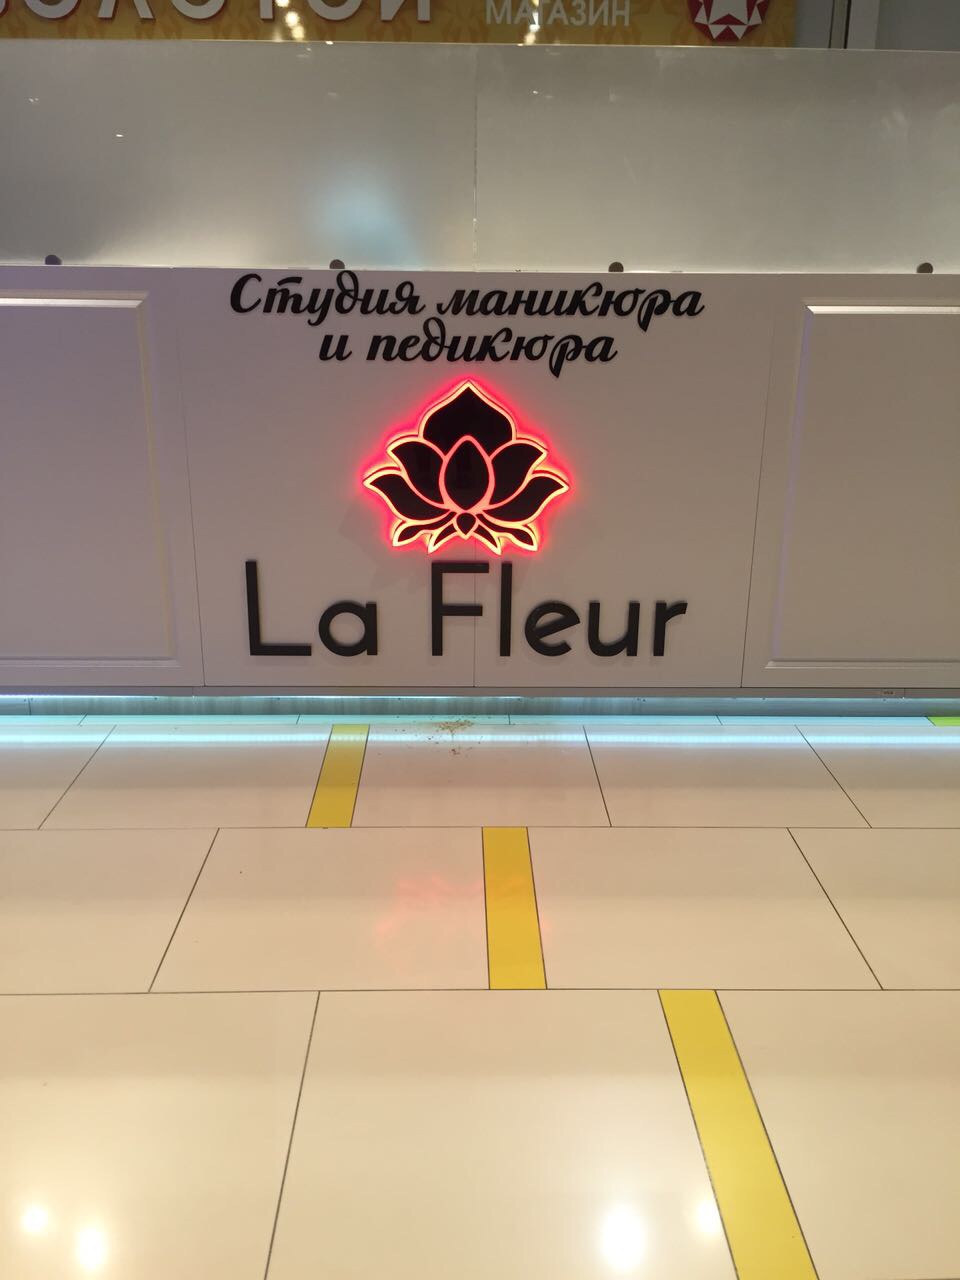 МАГАЗИН
Студия маникюра
и педикюра
La Fleur